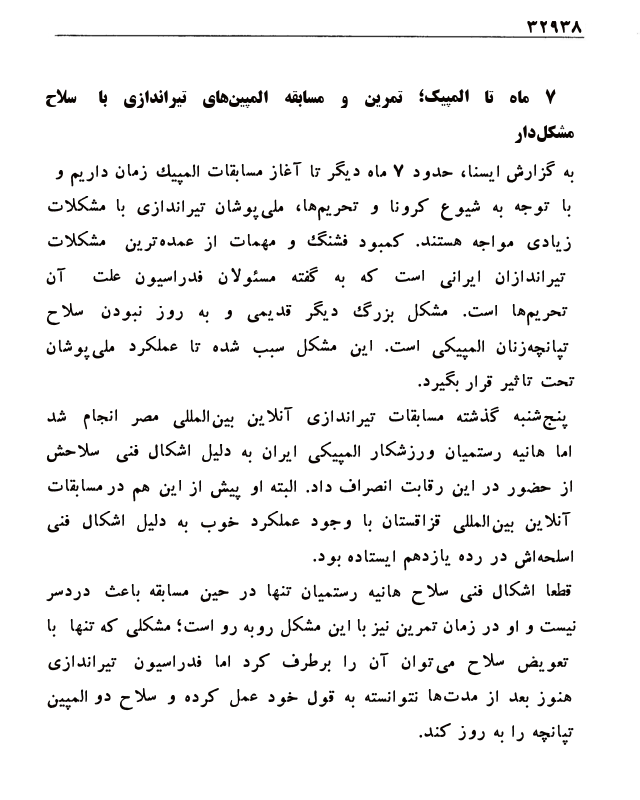 ۳۲۹۳۸
۷ ماه تا المپیک؛ تمرین و مسابقه المپین‌های تیراندازی با سلاح
مشکل‌دار
به گزارش ایسنا، حدود ۷ ماه دیگر تا آغاز مسابقات المپیک زمان داریم و
با توجه به شیوع کرونا و تحریم‌ها، ملی‌پوشان تیراندازی با مشکلات
زیادی مواجه هستند. کمبود فشنگ و مهمات از عمده‌ترین مشکلات
تیراندازان ایرانی است که به گفته مسئولان فدراسیون علت آن
تحریم‌ها است. مشکل بزرگ دیگر قدیمی و به روز نبودن سلاح
تپانچه‌زنان المپیکی است. این مشکل سبب شده تا عملکرد ملی‌پوشان
تحت تاثیر قرار بگیرد.
پنج‌شنبه گذشته مسابقات تیراندازی آنلاین بین‌المللی مصر انجام شد
اما هانیه رستمیان ورزشکار المپیکی ایران به دلیل اشکال فنی سلاحش
از حضور در این رقابت انصراف داد. البته او پیش از این هم در مسابقات
آنلاین بین‌المللی قزاقستان با وجود عملکرد خوب به دلیل اشکال فنی
اسلحه‌اش در رده یازدهم ایستاده بود.
قطعا اشکال فنی سلاح هانیه رستمیان تنها در حین مسابقه باعث دردسر
نیست و او در زمان تمرین نیز با این مشکل روبه رو است؛ مشکلی که تنها با
تعویض سلاح می‌توان آن را برطرف کرد اما فدراسیون تیراندازی
هنوز بعد از مدت‌ها نتوانسته به قول خود عمل کرده و سلاح دو المپین
تپانچه را به روز کند.